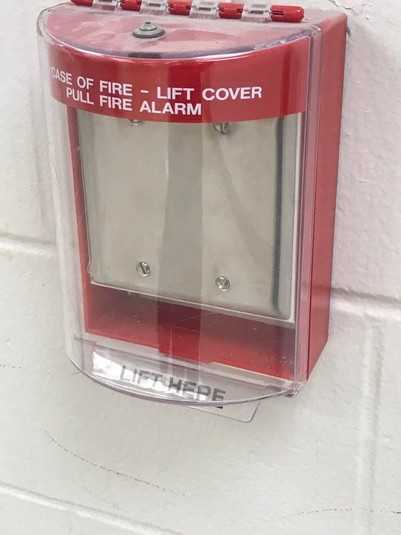 CASE OF FIRE - LIFT COVER
PULL FIRE ALARM
LIFT HERE